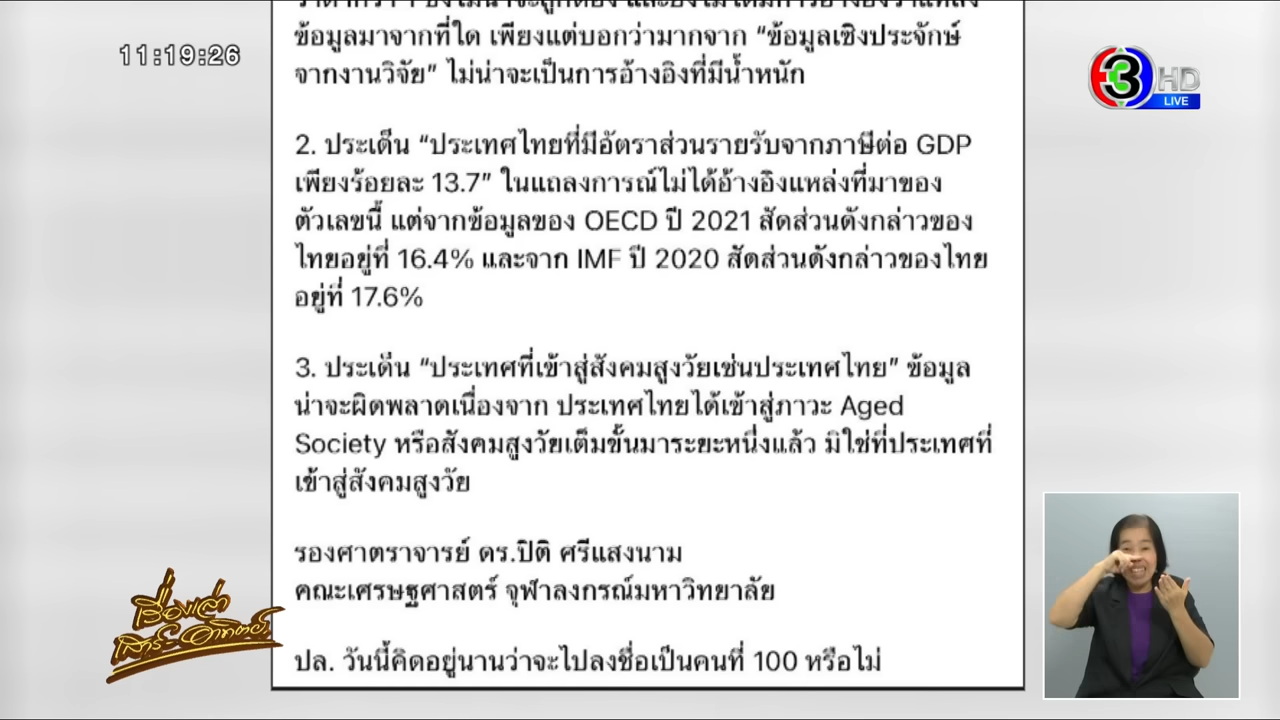 11:19:26
3 HD
LIVE
ข้อมูลมาจากที่ใด เพียงแต่บอกว่ามากจาก “ข้อมูลเชิงประจักษ์
จากงานวิจัย” ไม่น่าจะเป็นการอ้างอิงที่มีน้ำหนัก
2. ประเด็น “ประเทศไทยที่มีอัตราส่วนรายรับจากภาษีต่อ GDP
เพียงร้อยละ 13.7” ในแถลงการณ์ไม่ได้อ้างอิงแหล่งที่มาของ
ตัวเลขนี้ แต่จากข้อมูลของ OECD ปี 2021 สัดส่วนดังกล่าวของ
ไทยอยู่ที่ 16.4% และจาก IMF ปี 2020 สัดส่วนดังกล่าวของไทย
อยู่ที่ 17.6%
3. ประเด็น “ประเทศที่เข้าสู่สังคมสูงวัยเช่นประเทศไทย” ข้อมูล
น่าจะผิดพลาดเนื่องจาก ประเทศไทยได้เข้าสู่ภาวะ Aged
Society หรือสังคมสูงวัยเต็มขั้นมาระยะหนึ่งแล้ว มิใช่ที่ประเทศที่
เข้าสู่สังคมสูงวัย
รองศาตราจารย์ ดร.ปิติ ศรีแสงนาม
คณะเศรษฐศาสตร์ จุฬาลงกรณ์มหาวิทยาลัย
ปล. วันนี้คิดอยู่นานว่าจะไปลงชื่อเป็นคนที่ 100 หรือไม่
เรื่องเล่า
เสาร์-อาทิตย์